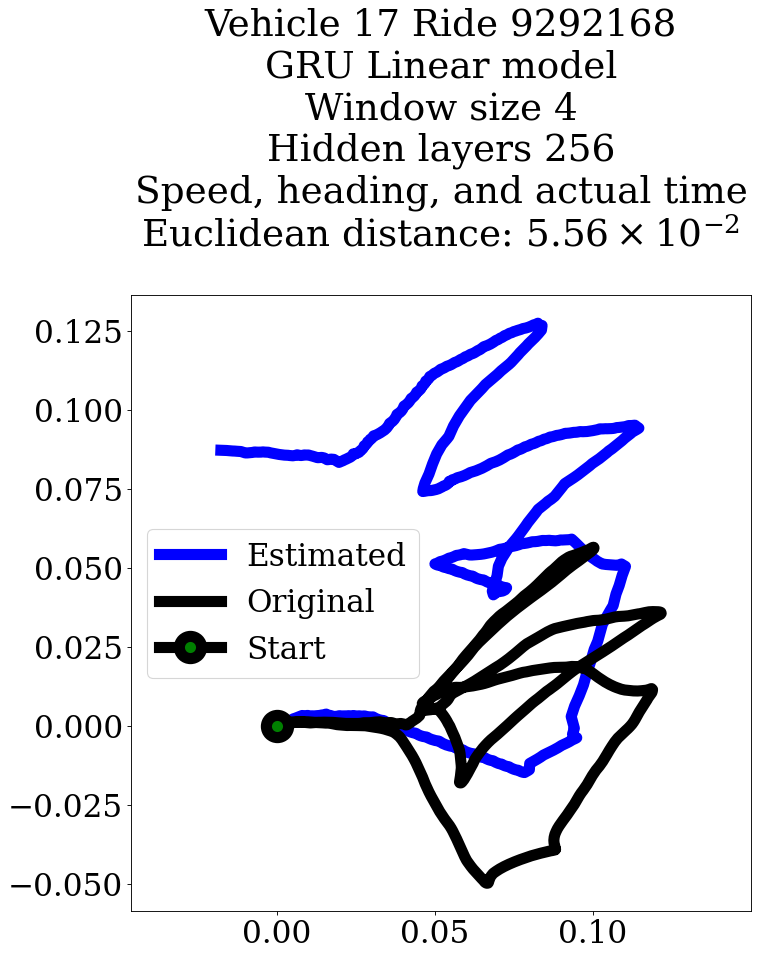 Vehicle 17 Ride 9292168
GRU Linear model
Window size 4
Hidden layers 256
Speed, heading, and actual time
Euclidean distance: 5.56 × 10⁻²
0.125
0.100
0.075
0.050
0.025
0.000
−0.025
−0.050
Estimated
Original
Start
0.00 0.05 0.10